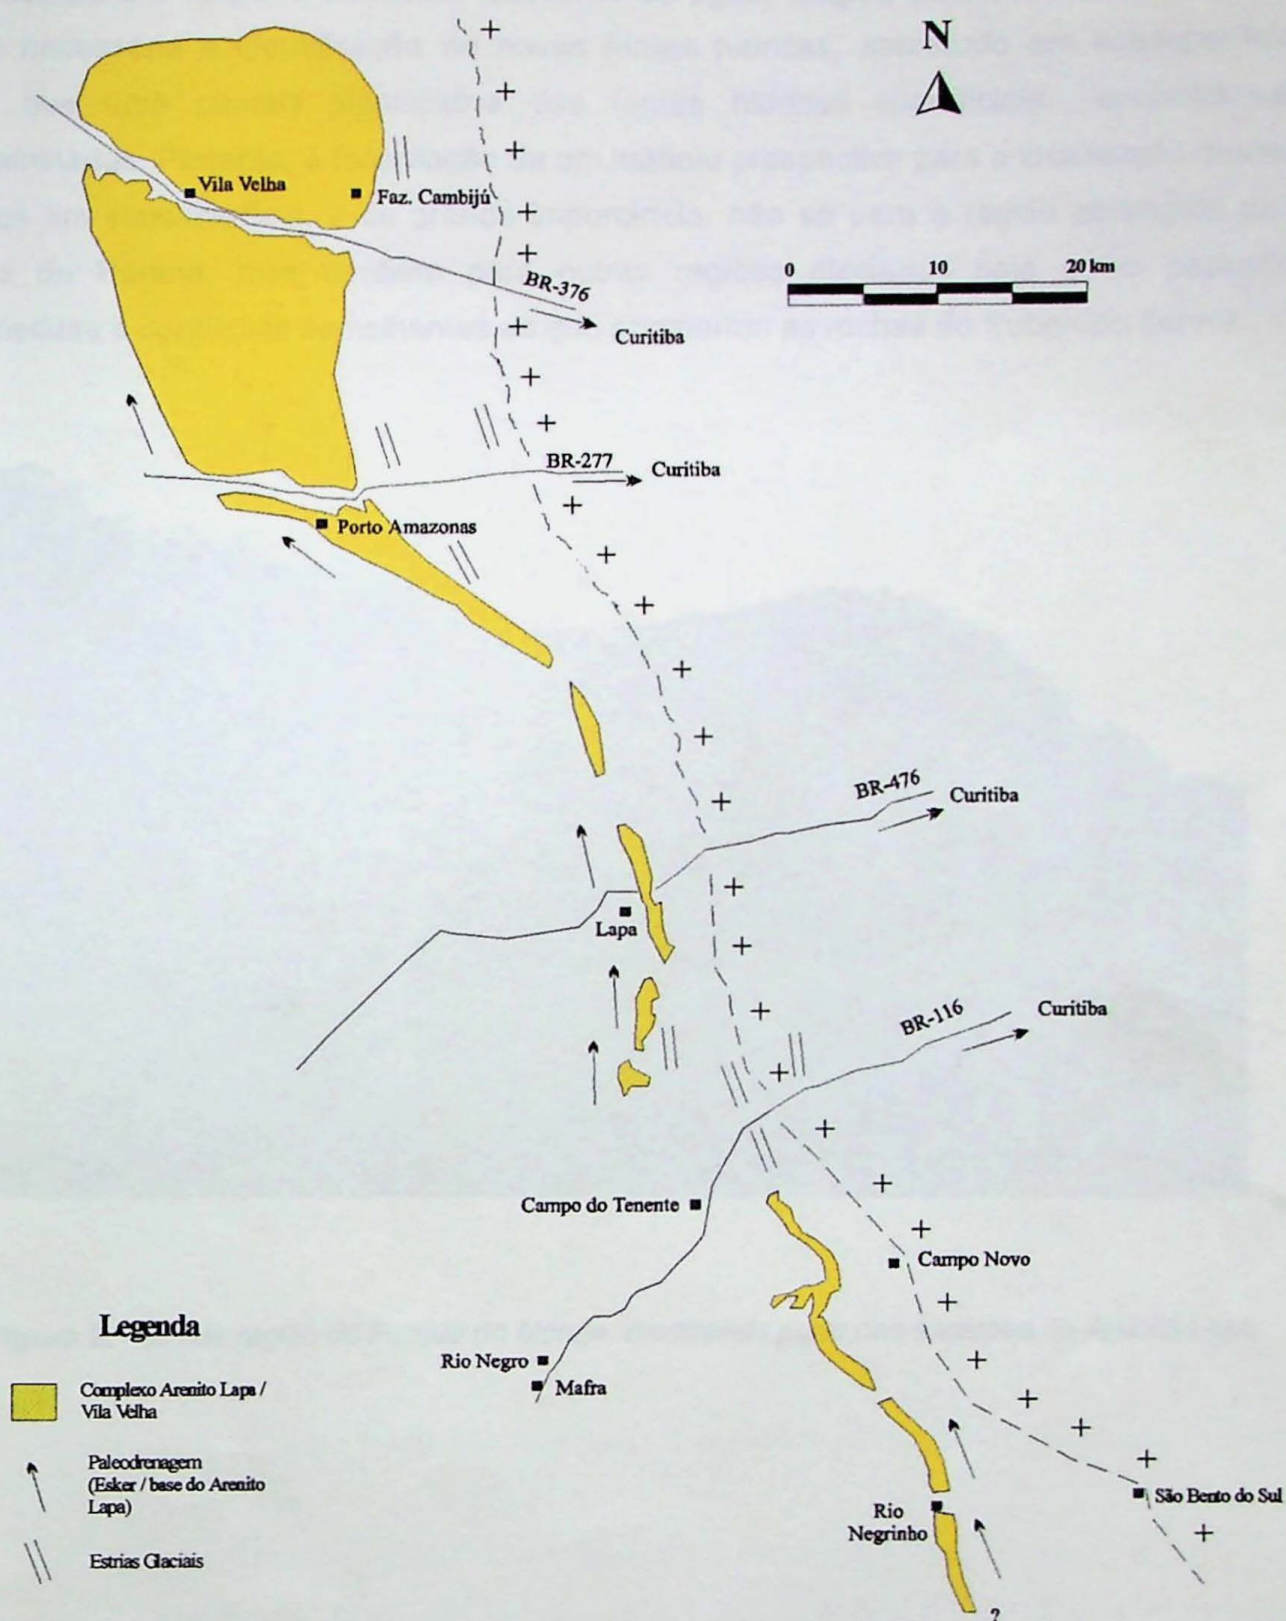 N
Vila Velha
Faz. Cambijú
0 10 20 km
BR-376
Curitiba
BR-277
Curitiba
Porto Amazonas
BR-476
Curitiba
Lapa
BR-116
Curitiba
Campo do Tenente
Campo Novo
Legenda
Rio Negro
Mafra
Complexo Arenito Lapa /
Vila Velha
Paleodrenagem
(Esker / base do Arenito
Lapa)
São Bento do Sul
Rio
Negrinho
Estrias Glaciais
?